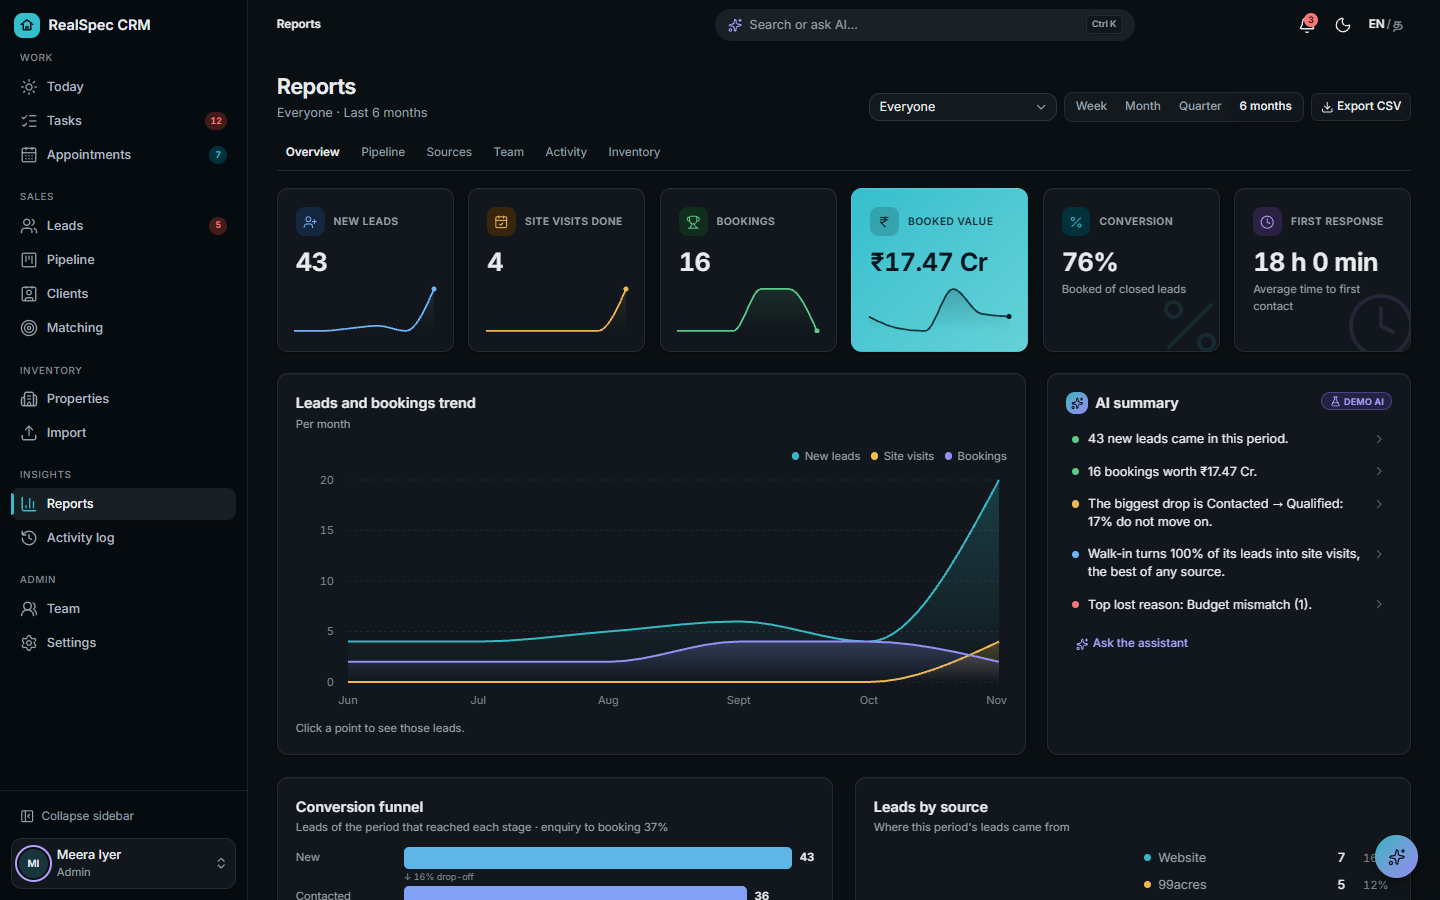 RealSpec CRM
WORK
Today
Tasks 12
Appointments 7
SALES
Leads 5
Pipeline
Clients
Matching
INVENTORY
Properties
Import
INSIGHTS
Reports
Activity log
ADMIN
Team
Settings
Collapse sidebar
MI
Meera Iyer
Admin
Reports
Search or ask AI...
Ctrl K
3
EN / த
Reports
Everyone · Last 6 months
Everyone
Week Month Quarter 6 months
Export CSV
Overview Pipeline Sources Team Activity Inventory
NEW LEADS
43
SITE VISITS DONE
4
BOOKINGS
16
₹ BOOKED VALUE
₹17.47 Cr
CONVERSION
76%
Booked of closed leads
FIRST RESPONSE
18 h 0 min
Average time to first
contact
Leads and bookings trend
Per month
New leads Site visits Bookings
20
15
10
5
0
Jun Jul Aug Sept Oct Nov
Click a point to see those leads.
AI summary
DEMO AI
43 new leads came in this period.
16 bookings worth ₹17.47 Cr.
The biggest drop is Contacted → Qualified:
17% do not move on.
Walk-in turns 100% of its leads into site visits,
the best of any source.
Top lost reason: Budget mismatch (1).
Ask the assistant
Conversion funnel
Leads of the period that reached each stage · enquiry to booking 37%
New 43
↓ 16% drop-off
Contacted 36
Leads by source
Where this period's leads came from
Website 7
99acres 5 12%